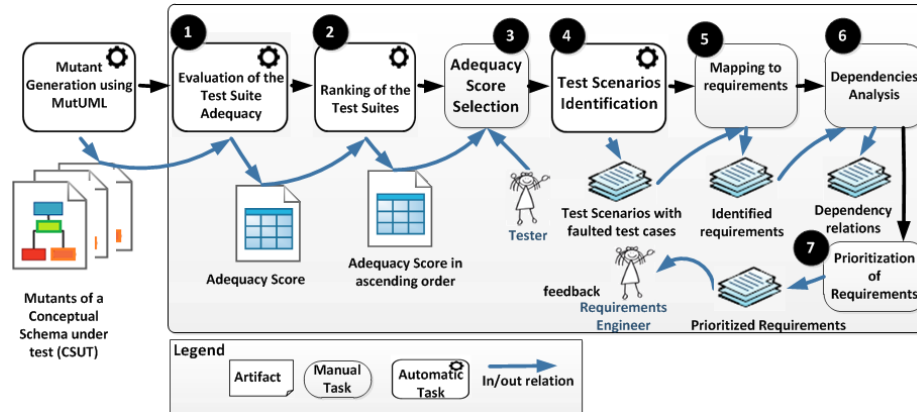 1
2
3
4
5
6
Mutant
Generation using
MutUML
Evaluation of the
Test Suite
Adequacy
Ranking of the
Test Suites
Adequacy
Score
Selection
Test Scenarios
Identification
Mapping to
requirements
Dependencies
Analysis
Mutants of a
Conceptual
Schema under
test (CSUT)
Adequacy Score
Adequacy Score in
ascending order
Tester
Test Scenarios with
faulted test cases
Identified
requirements
Dependency
relations
7
Prioritization
of
Requirements
feedback
Requirements
Engineer
Prioritized Requirements
Legend
Artifact
Manual
Task
Automatic
Task
In/out relation